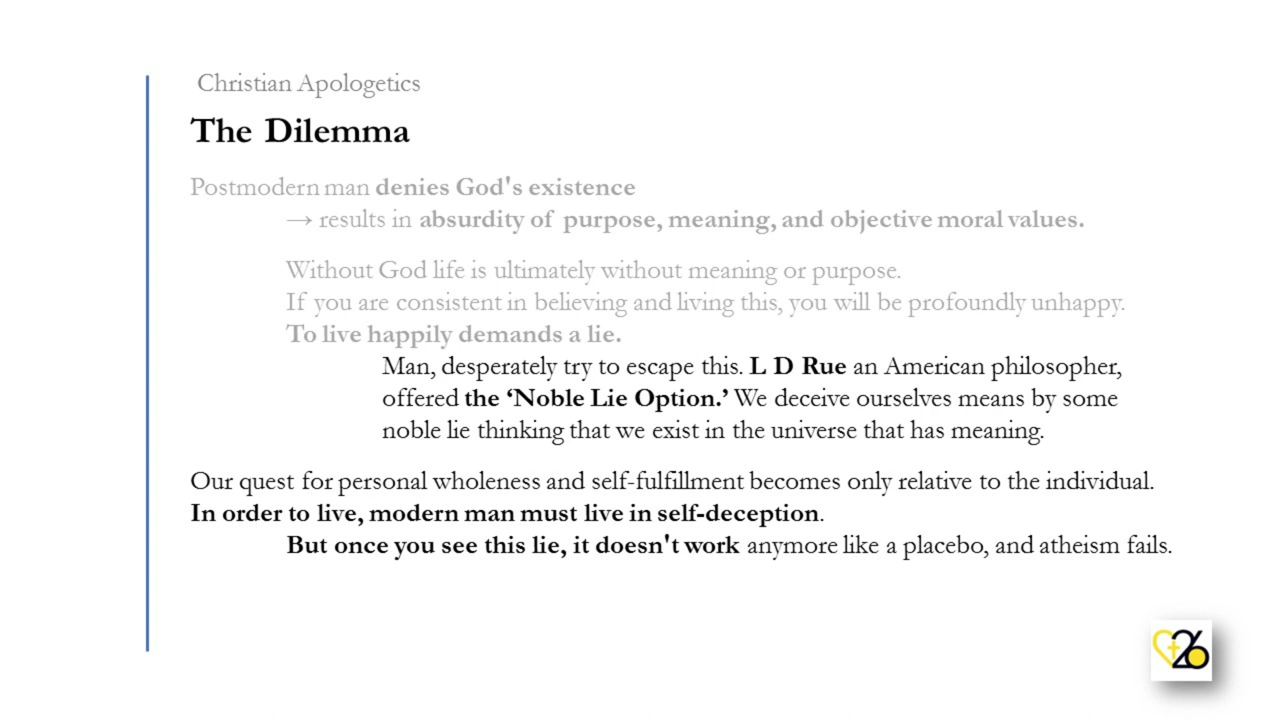 Christian Apologetics
The Dilemma
Postmodern man denies God's existence
→ results in absurdity of purpose, meaning, and objective moral values.
Without God life is ultimately without meaning or purpose.
If you are consistent in believing and living this, you will be profoundly unhappy.
To live happily demands a lie.
Man, desperately try to escape this. L D Rue an American philosopher,
offered the ‘Noble Lie Option.’ We deceive ourselves means by some
noble lie thinking that we exist in the universe that has meaning.
Our quest for personal wholeness and self-fulfillment becomes only relative to the individual.
In order to live, modern man must live in self-deception.
But once you see this lie, it doesn't work anymore like a placebo, and atheism fails.
26